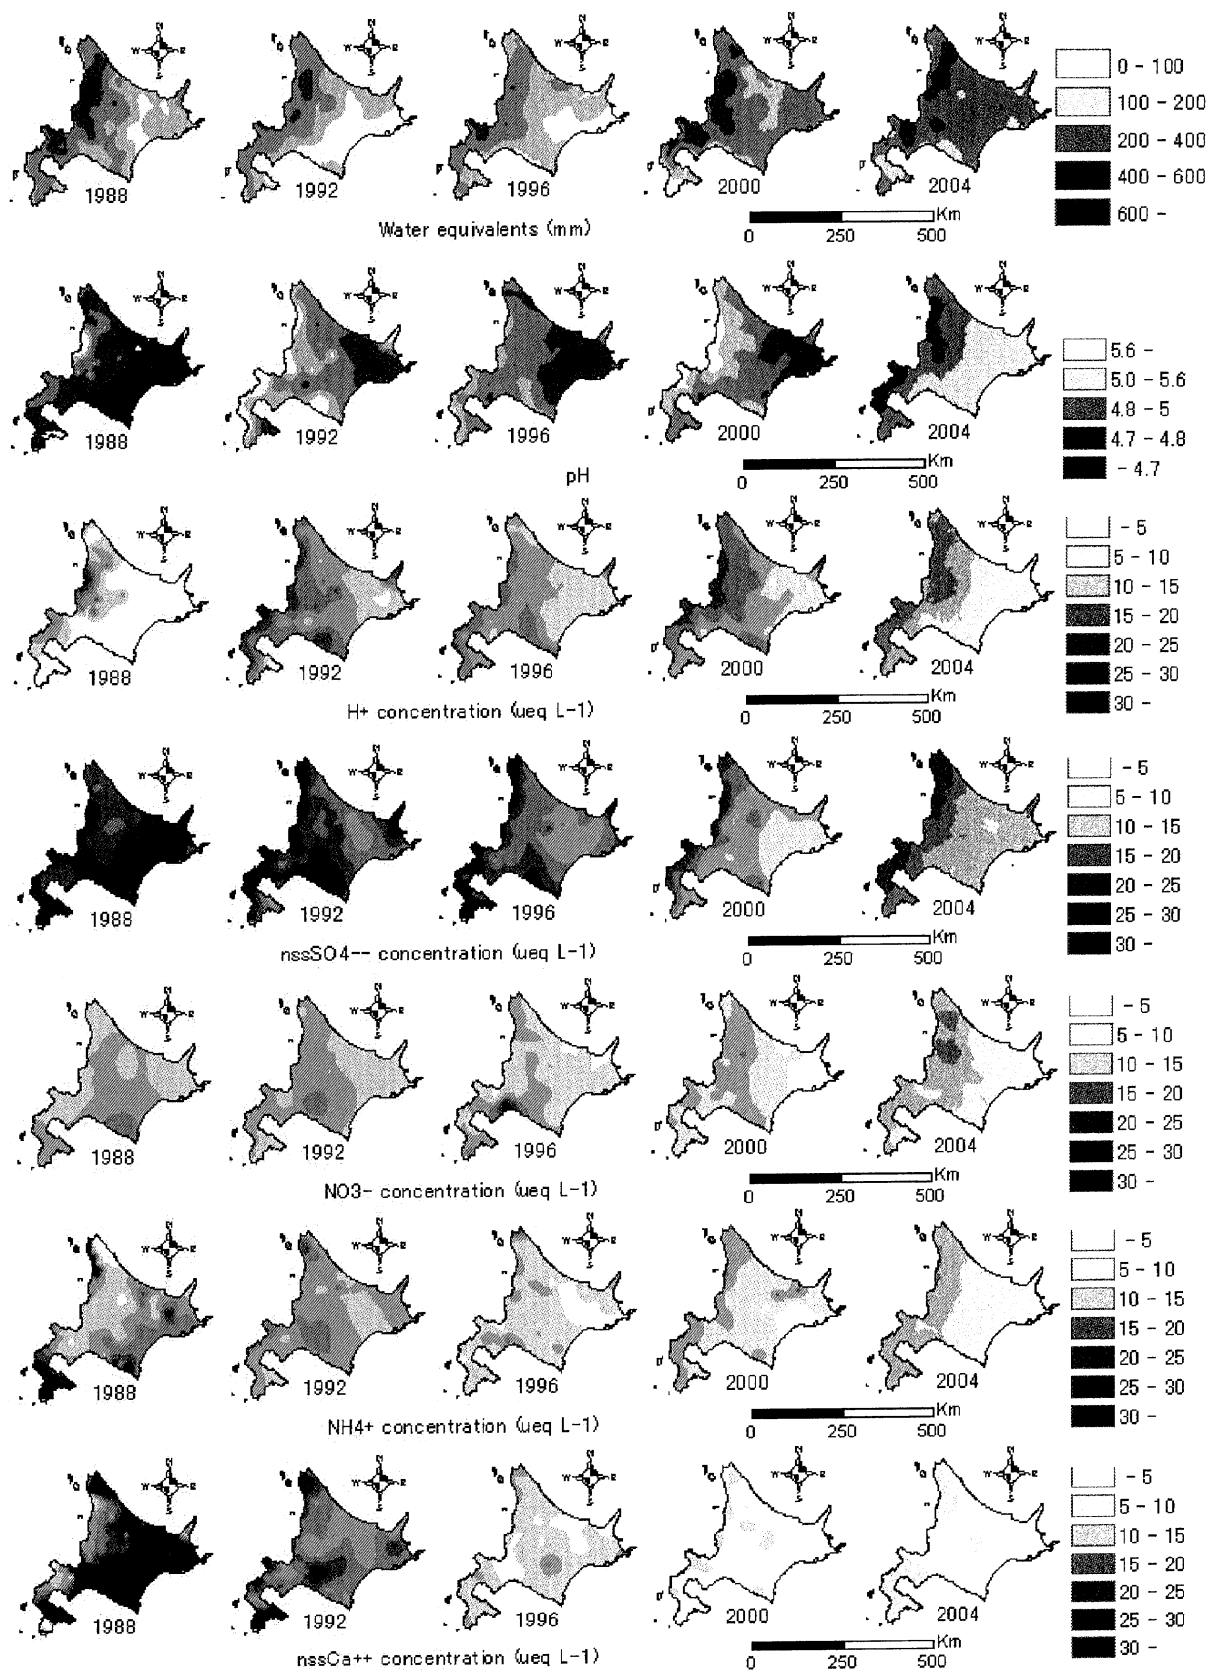 N W E S N W E S N W E S N W E S N W E S
0 - 100
100 - 200
200 - 400
400 - 600
600 -
1988 1992 1996 2000 2004
Km
0 250 500
Water equivalents (mm)
N W E S N W E S N W E S N W E S N W E S
5.6 -
5.0 - 5.6
4.8 - 5
4.7 - 4.8
- 4.7
1988 1992 1996 2000 2004
Km
0 250 500
pH
N W E S N W E S N W E S N W E S N W E S
- 5
5 - 10
10 - 15
15 - 20
20 - 25
25 - 30
30 -
1988 1992 1996 2000 2004
Km
0 250 500
H+ concentration (ueq L-1)
N W E S N W E S N W E S N W E S N W E S
- 5
5 - 10
10 - 15
15 - 20
20 - 25
25 - 30
30 -
1988 1992 1996 2000 2004
Km
0 250 500
nssSO4-- concentration (ueq L-1)
N W E S N W E S N W E S N W E S N W E S
- 5
5 - 10
10 - 15
15 - 20
20 - 25
25 - 30
30 -
1988 1992 1996 2000 2004
Km
0 250 500
NO3- concentration (ueq L-1)
N W E S N W E S N W E S N W E S N W E S
- 5
5 - 10
10 - 15
15 - 20
20 - 25
25 - 30
30 -
1988 1992 1996 2000 2004
Km
0 250 500
NH4+ concentration (ueq L-1)
N W E S N W E S N W E S N W E S N W E S
- 5
5 - 10
10 - 15
15 - 20
20 - 25
25 - 30
30 -
1988 1992 1996 2000 2004
Km
0 250 500
nssCa++ concentration (ueq L-1)